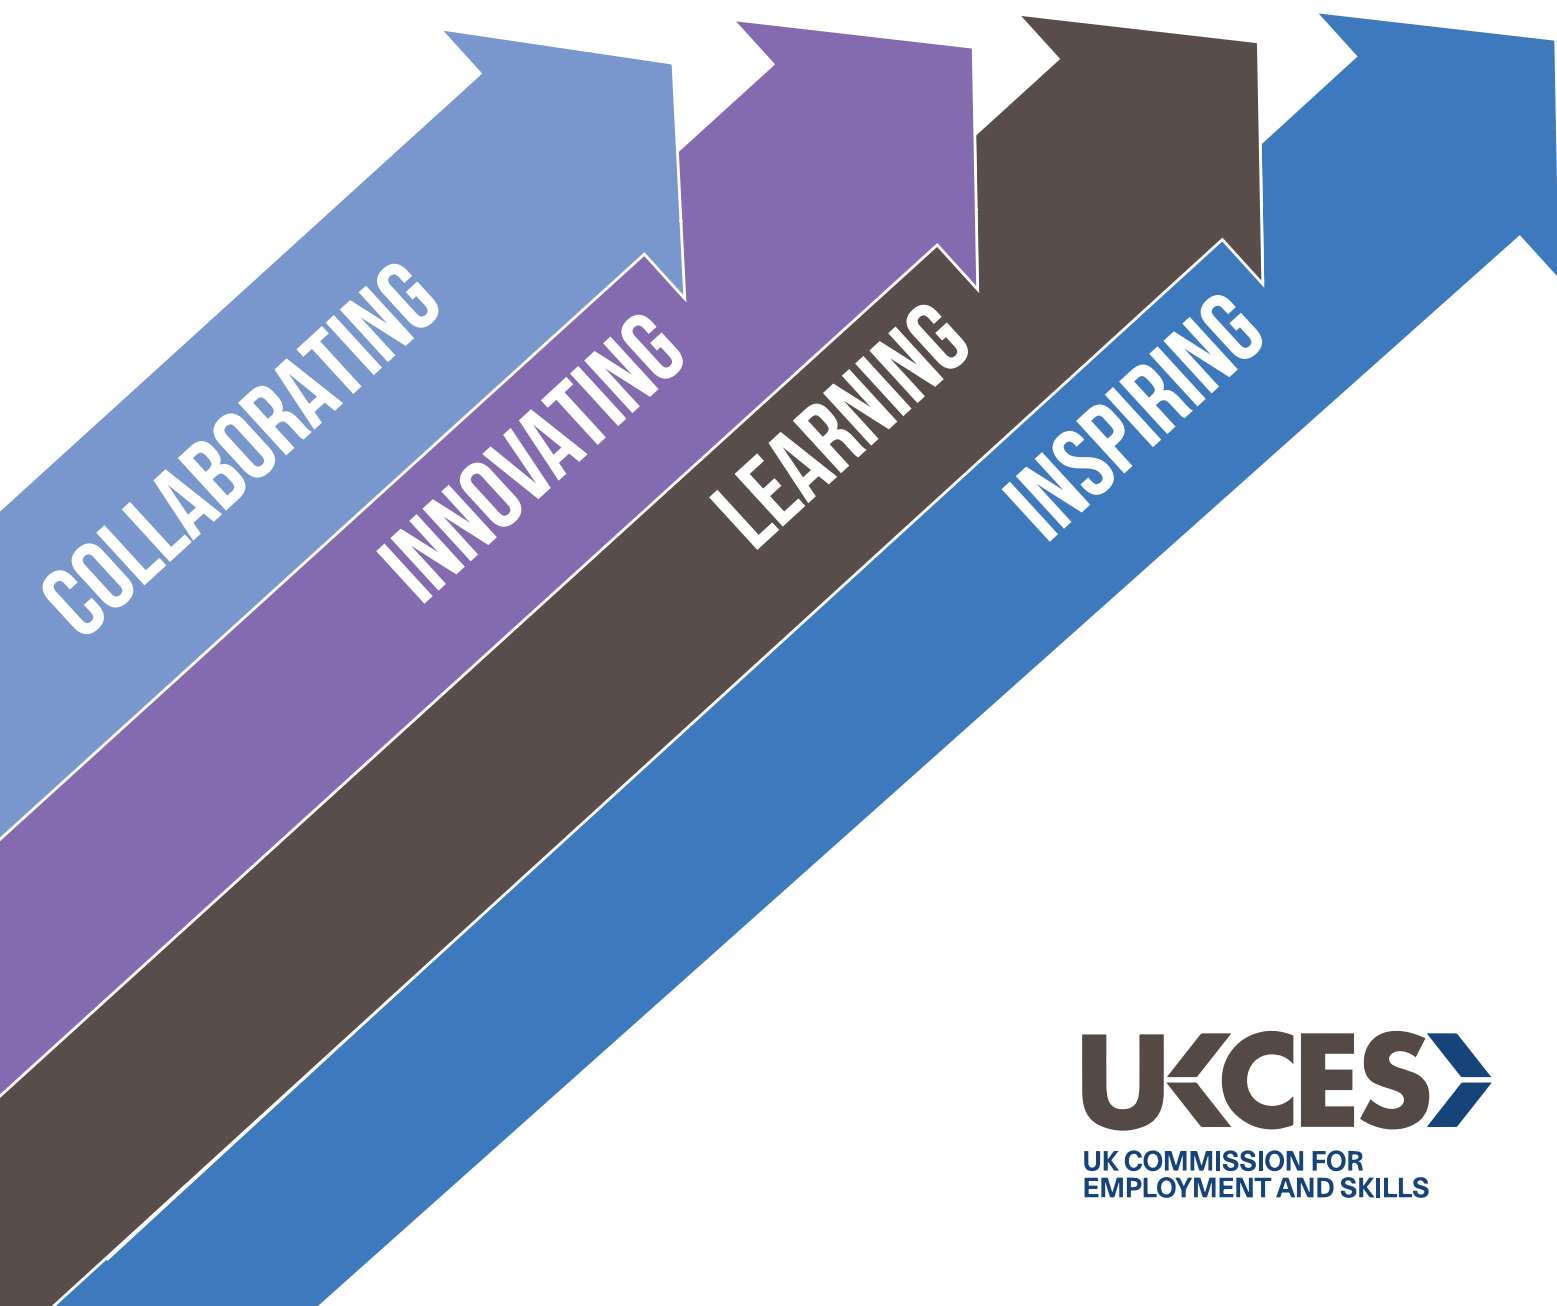 COLLABORATING
INNOVATING
LEARNING
INSPIRING
UKCES
UK COMMISSION FOR
EMPLOYMENT AND SKILLS